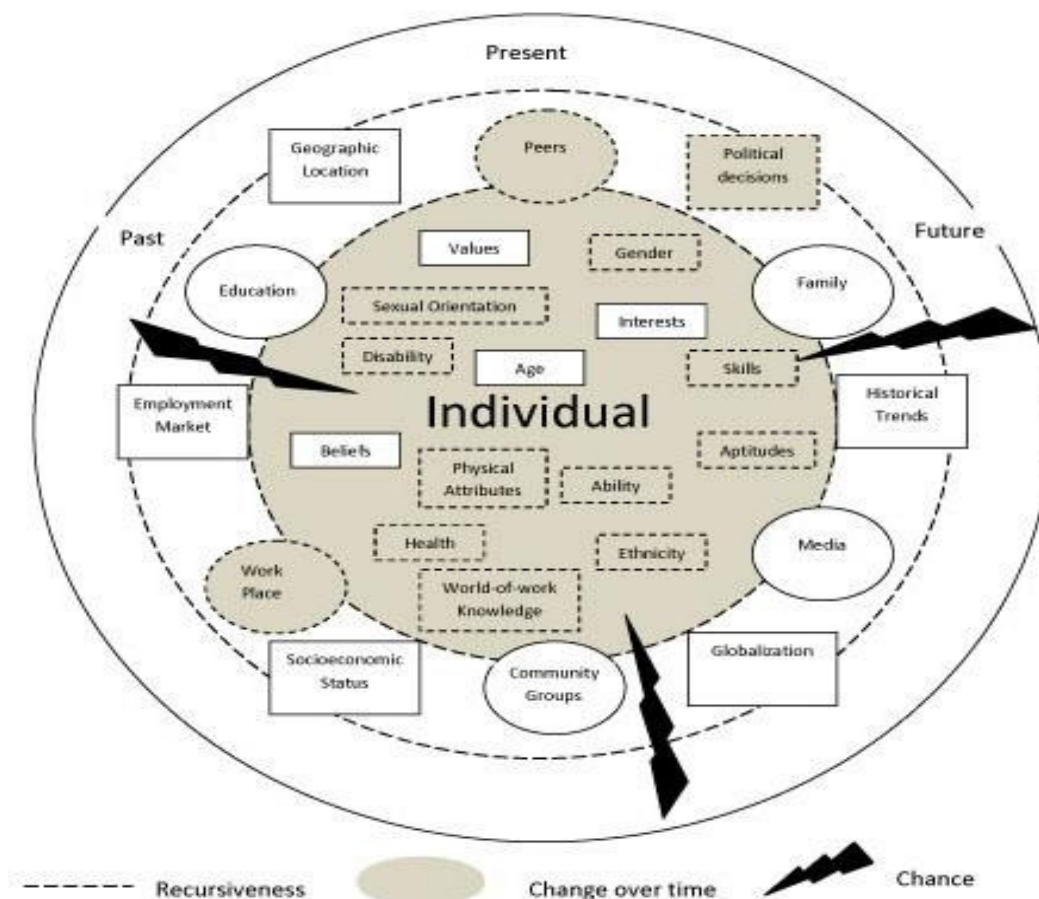 Present
Geographic
Location
Peers
Political
decisions
Past
Future
Values
Gender
Education
Family
Sexual Orientation
Interests
Disability
Age
Skills
Employment
Market
Individual
Historical
Trends
Beliefs
Physical
Attributes
Ability
Aptitudes
Health
Ethnicity
Media
Work
Place
World-of-work
Knowledge
Socioeconomic
Status
Community
Groups
Globalization
Recursiveness
Change over time
Chance